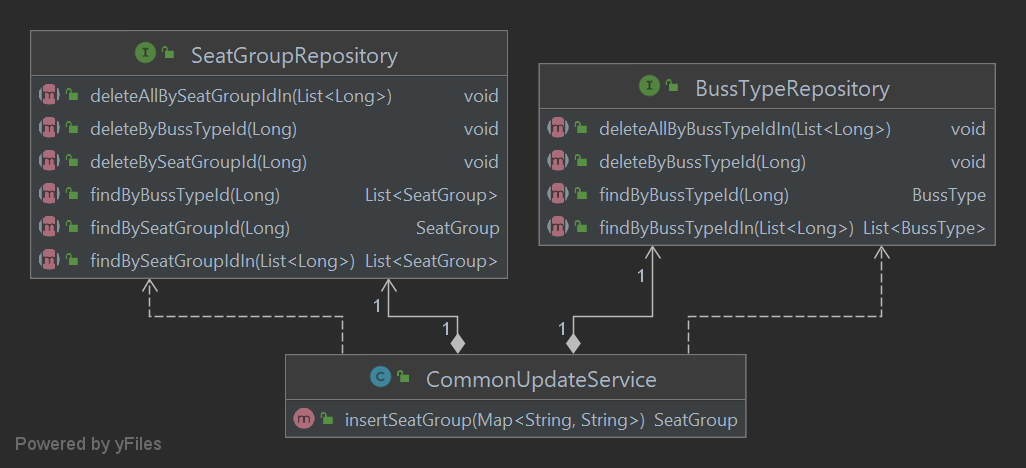 I SeatGroupRepository
m deleteAllBySeatGroupIdIn(List<Long>) void
m deleteByBussTypeId(Long) void
m deleteBySeatGroupId(Long) void
m findByBussTypeId(Long) List<SeatGroup>
m findBySeatGroupId(Long) SeatGroup
m findBySeatGroupIdIn(List<Long>) List<SeatGroup>
I BussTypeRepository
m deleteAllByBussTypeIdIn(List<Long>) void
m deleteByBussTypeId(Long) void
m findByBussTypeId(Long) BussType
m findByBussTypeIdIn(List<Long>) List<BussType>
1
1
1
1
C CommonUpdateService
m insertSeatGroup(Map<String, String>) SeatGroup
Powered by yFiles